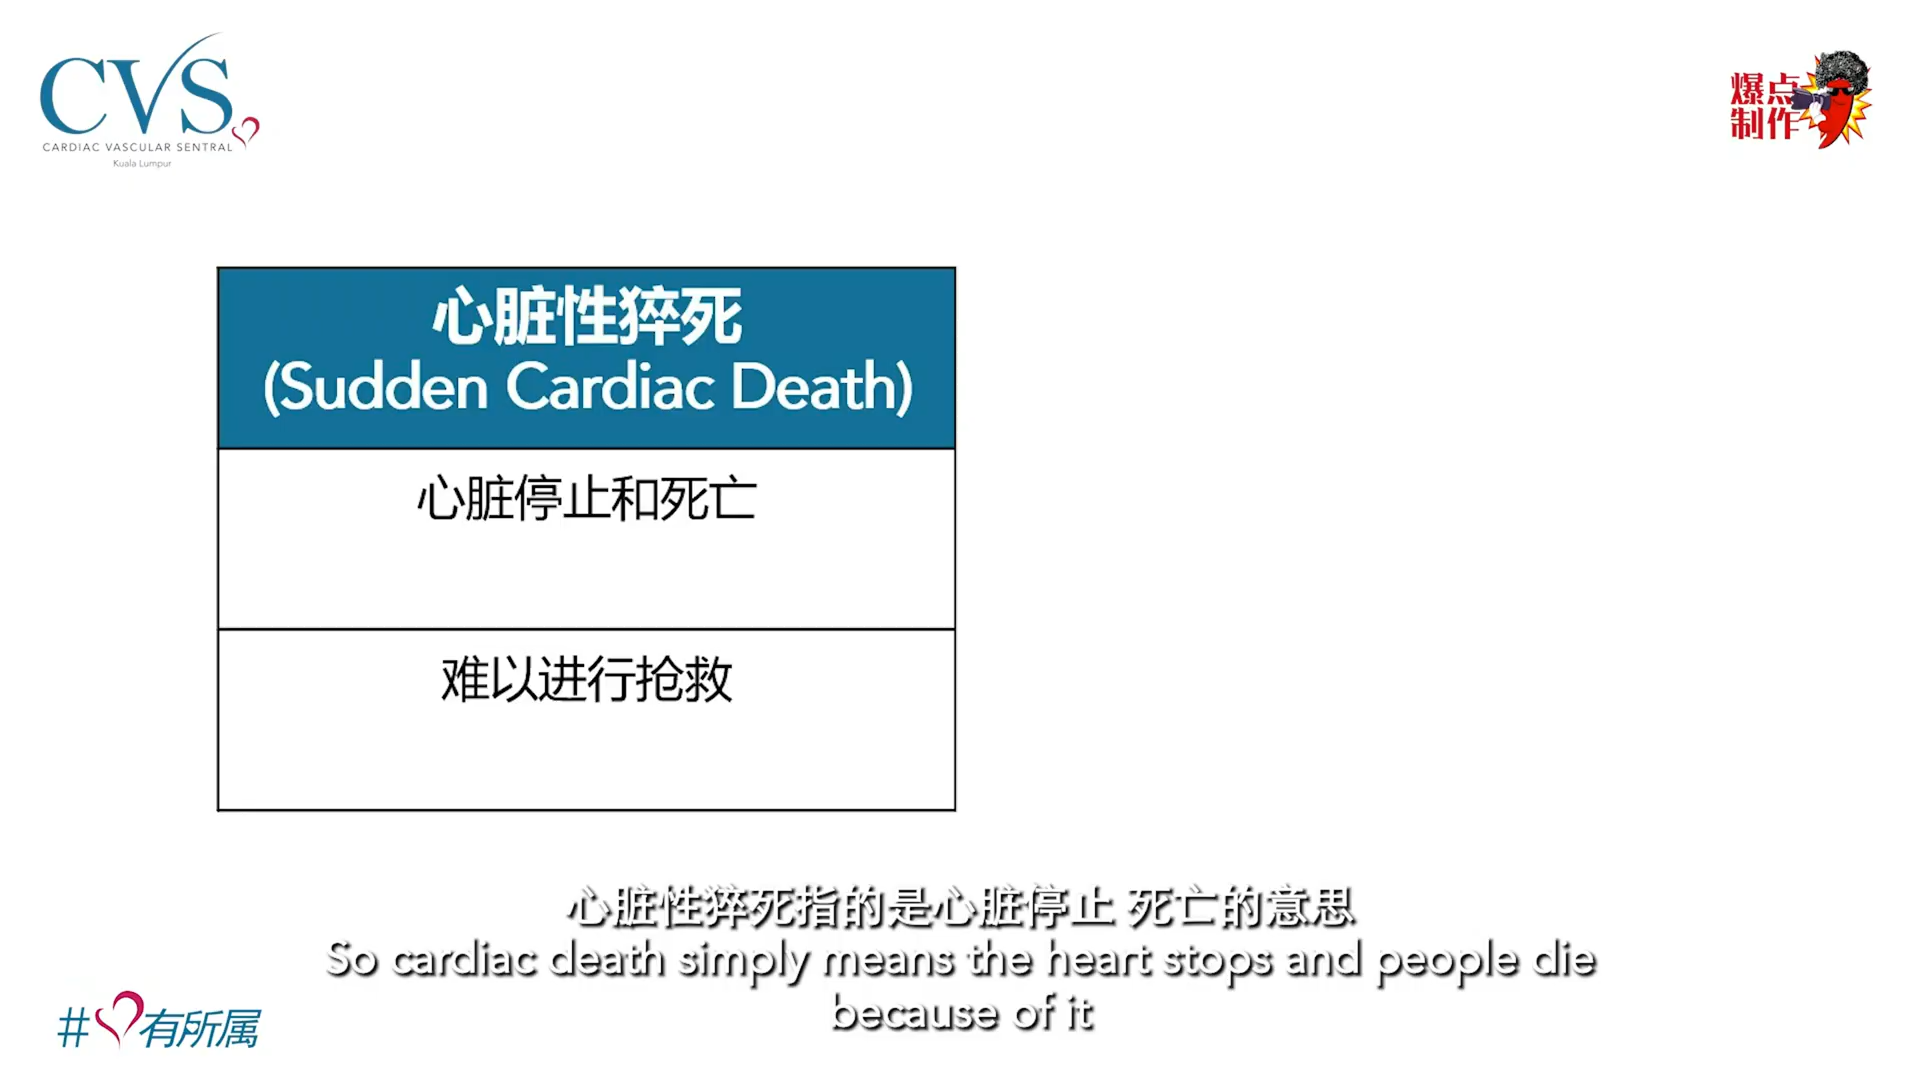 CVS
CARDIAC VASCULAR SENTRAL
Kuala Lumpur
爆点
制作
心脏性猝死
(Sudden Cardiac Death)
心脏停止和死亡
难以进行抢救
心脏性猝死指的是心脏停止 死亡的意思
So cardiac death simply means the heart stops and people die
because of it
#有所属